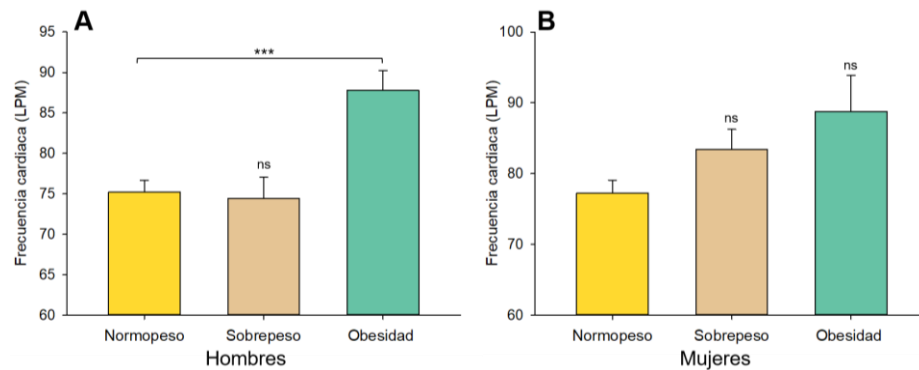 A
Frecuencia cardiaca (LPM)
95
90
85
80
75
70
65
60
***
ns
Normopeso Sobrepeso Obesidad
Hombres
B
Frecuencia cardiaca (LPM)
100
90
80
70
60
ns
ns
Normopeso Sobrepeso Obesidad
Mujeres